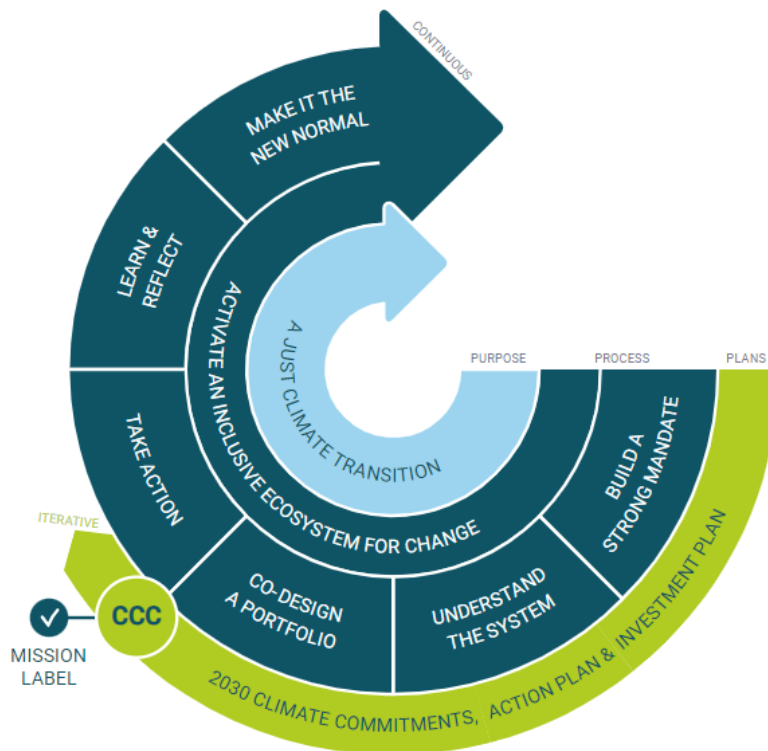 CONTINUOUS
MAKE IT THE
NEW NORMAL
LEARN &
REFLECT
ACTIVATE AN INCLUSIVE ECOSYSTEM FOR CHANGE
A JUST CLIMATE TRANSITION
PURPOSE
PROCESS
PLANS
TAKE ACTION
BUILD A
STRONG MANDATE
ITERATIVE
CO-DESIGN
A PORTFOLIO
UNDERSTAND
THE SYSTEM
CCC
MISSION
LABEL
2030 CLIMATE COMMITMENTS, ACTION PLAN & INVESTMENT PLAN